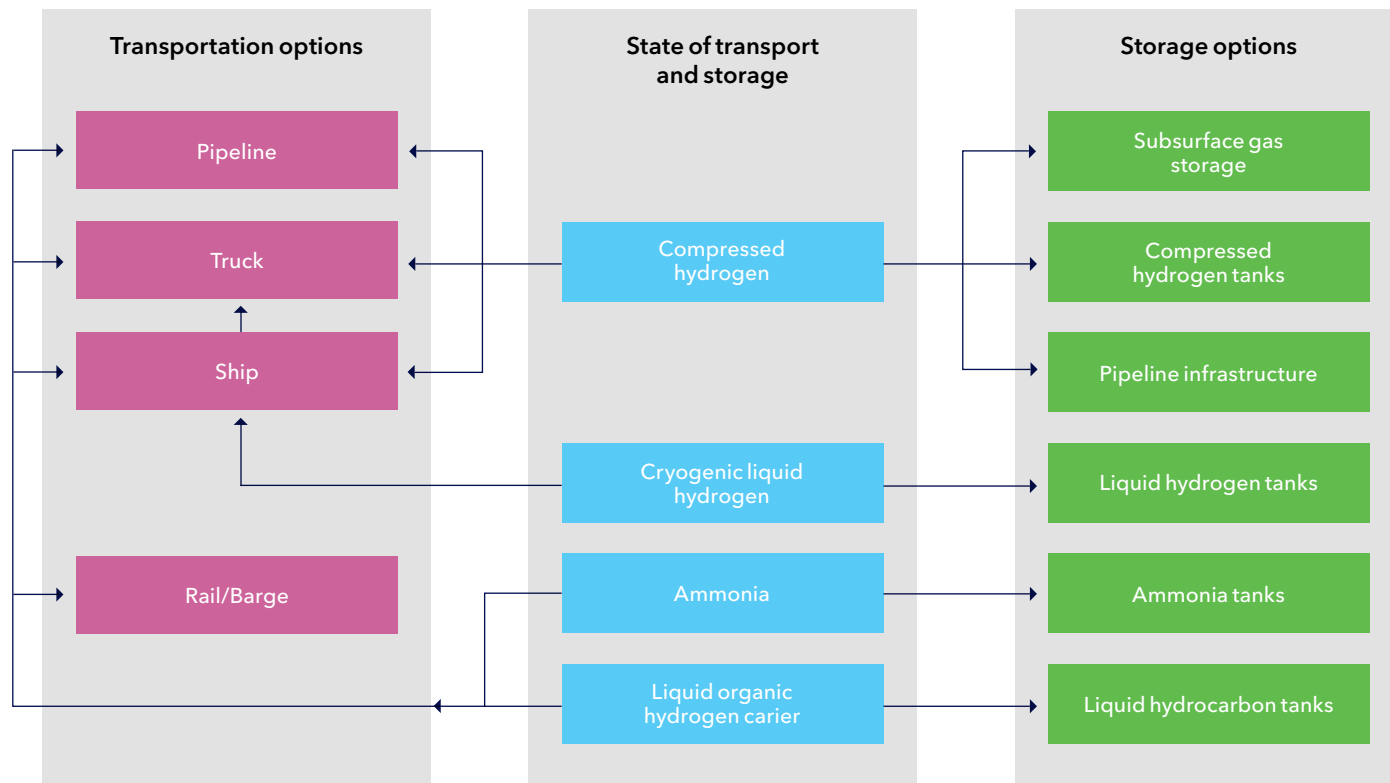 Transportation options
State of transport
and storage
Storage options
Pipeline
Truck
Ship
Rail/Barge
Compressed
hydrogen
Cryogenic liquid
hydrogen
Ammonia
Liquid organic
hydrogen carier
Subsurface gas
storage
Compressed
hydrogen tanks
Pipeline infrastructure
Liquid hydrogen tanks
Ammonia tanks
Liquid hydrocarbon tanks